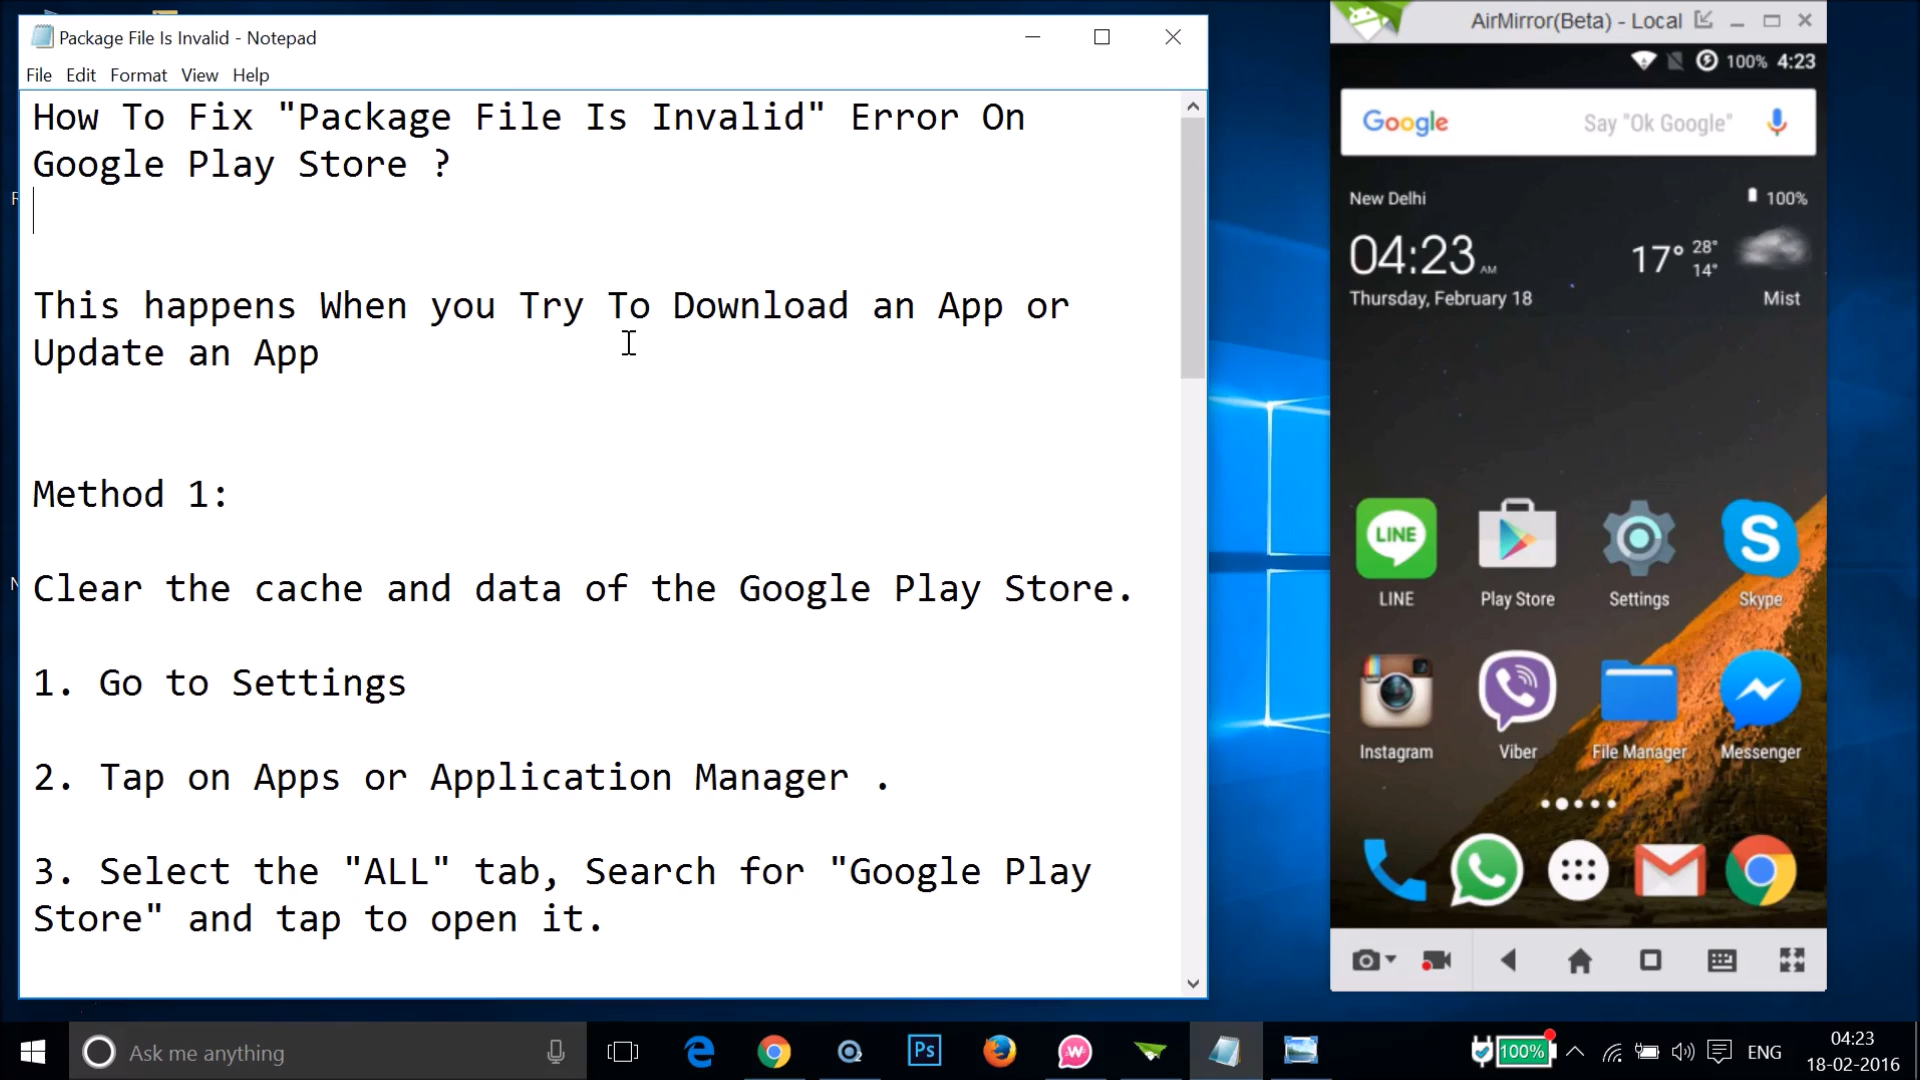 Package File Is Invalid - Notepad
File Edit Format View Help
How To Fix "Package File Is Invalid" Error On
Google Play Store ?
This happens When you Try To Download an App or
Update an App
Method 1:
Clear the cache and data of the Google Play Store.
1. Go to Settings
2. Tap on Apps or Application Manager .
3. Select the "ALL" tab, Search for "Google Play
Store" and tap to open it.
AirMirror(Beta) - Local
100% 4:23
Google Say "Ok Google"
New Delhi 100%
04:23 AM 17° 28°
14°
Thursday, February 18 Mist
LINE
LINE Play Store Settings Skype
Instagram Viber File Manager Messenger
Ask me anything
Ps
100%
ENG
04:23
18-02-2016